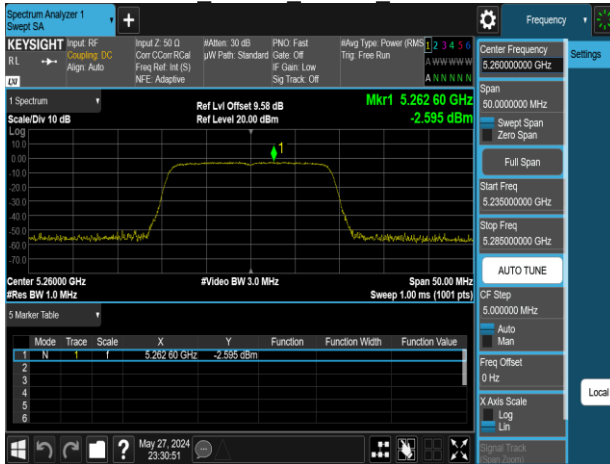 Spectrum Analyzer 1
Swept SA
+
Frequency
KEYSIGHT
RL
LXI
Input: RF
Coupling: DC
Align: Auto
Input Z: 50 Ω
Corr CCorr RCal
Freq Ref: Int (S)
NFE: Adaptive
#Atten: 30 dB
µW Path: Standard
PNO: Fast
Gate: Off
IF Gain: Low
Sig Track: Off
#Avg Type: Power (RMS
Trig: Free Run
1 2 3 4 5 6
A W W W W W
A N N N N N
Center Frequency
5.260000000 GHz
Settings
Span
50.0000000 MHz
Swept Span
Zero Span
Full Span
Start Freq
5.235000000 GHz
Stop Freq
5.285000000 GHz
AUTO TUNE
CF Step
5.000000 MHz
Auto
Man
Freq Offset
0 Hz
X Axis Scale
Log
Lin
Signal Track
(Span Zoom)
Local
1 Spectrum
Scale/Div 10 dB
Log
Ref Lvl Offset 9.58 dB
Ref Level 20.00 dBm
Mkr1 5.262 60 GHz
-2.595 dBm
1
10.0
0.00
-10.0
-20.0
-30.0
-40.0
-50.0
-60.0
-70.0
Center 5.26000 GHz
#Res BW 1.0 MHz
#Video BW 3.0 MHz
Span 50.00 MHz
Sweep 1.00 ms (1001 pts)
5 Marker Table
Mode Trace Scale X Y Function Function Width Function Value
1 N 1 f 5.262 60 GHz -2.595 dBm
2
3
4
5
6
?
May 27, 2024
23:30:51